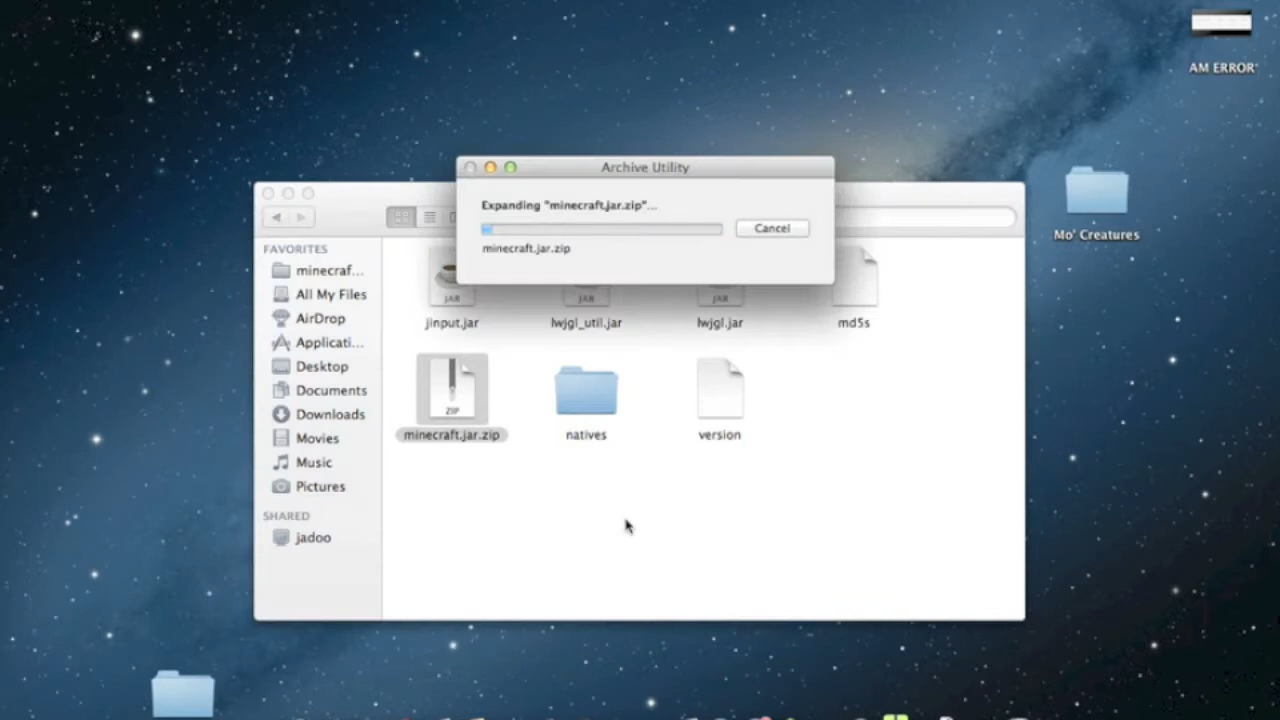 AM ERROR'
Archive Utility
Expanding "minecraft.jar.zip"...
Cancel
minecraft.jar.zip
Mo' Creatures
FAVORITES
minecraf...
All My Files
AirDrop
Applicati...
Desktop
Documents
Downloads
Movies
Music
Pictures
SHARED
jadoo
JAR
JAR
JAR
jinput.jar
lwjgl_util.jar
lwjgl.jar
md5s
ZIP
minecraft.jar.zip
natives
version